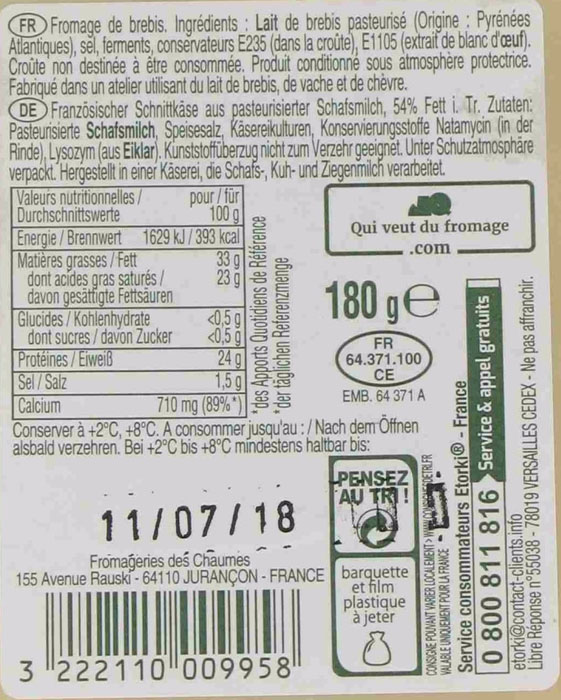 FR Fromage de brebis. Ingrédients : Lait de brebis pasteurisé (Origine : Pyrénées
Atlantiques), sel, ferments, conservateurs E235 (dans la croûte), E1105 (extrait de blanc d'œuf).
Croûte non destinée à être consommée. Produit conditionné sous atmosphère protectrice.
Fabriqué dans un atelier utilisant du lait de brebis, de vache et de chèvre.
DE Französischer Schnittkäse aus pasteurisierter Schafsmilch, 54% Fett i. Tr. Zutaten:
Pasteurisierte Schafsmilch, Speisesalz, Käsereikulturen, Konservierungsstoffe Natamycin (in der
Rinde), Lysozym (aus Eiklar). Kunststoffüberzug nicht zum Verzehr geeignet. Unter Schutzatmosphäre
verpackt. Hergestellt in einer Käserei, die Schafs-, Kuh- und Ziegenmilch verarbeitet.
Valeurs nutritionnelles / pour / für
Durchschnittswerte 100 g
Energie / Brennwert 1629 kJ / 393 kcal
Matières grasses / Fett 33 g
dont acides gras saturés / 23 g
davon gesättigte Fettsäuren
Glucides / Kohlenhydrate <0,5 g
dont sucres / davon Zucker <0,5 g
Protéines / Eiweiß 24 g
Sel / Salz 1,5 g
Calcium 710 mg (89%*)
*des Apports Quotidiens de Référence
*der täglichen Referenzmenge
Qui veut du fromage
.com
180 g e
FR
64.371.100
CE
EMB. 64 371 A
Conserver à +2°C, +8°C. A consommer jusqu'au : / Nach dem Öffnen
alsbald verzehren. Bei +2°C bis +8°C mindestens haltbar bis:
11/07/18
Fromageries des Chaumes
155 Avenue Rauski - 64110 JURANÇON - FRANCE
3 222110 009958
PENSEZ
AU TRI !
barquette
et film
plastique
à jeter
CONSIGNE POUVANT VARIER LOCALEMENT > WWW.CONSIGNESDETRI.FR
VALABLE UNIQUEMENT POUR LA FRANCE
Service consommateurs Etorki® - France
0 800 811 816 Service & appel gratuits
etorki@contact-clients.info
Libre Réponse n°55038 - 78019 VERSAILLES CEDEX - Ne pas affranchir.